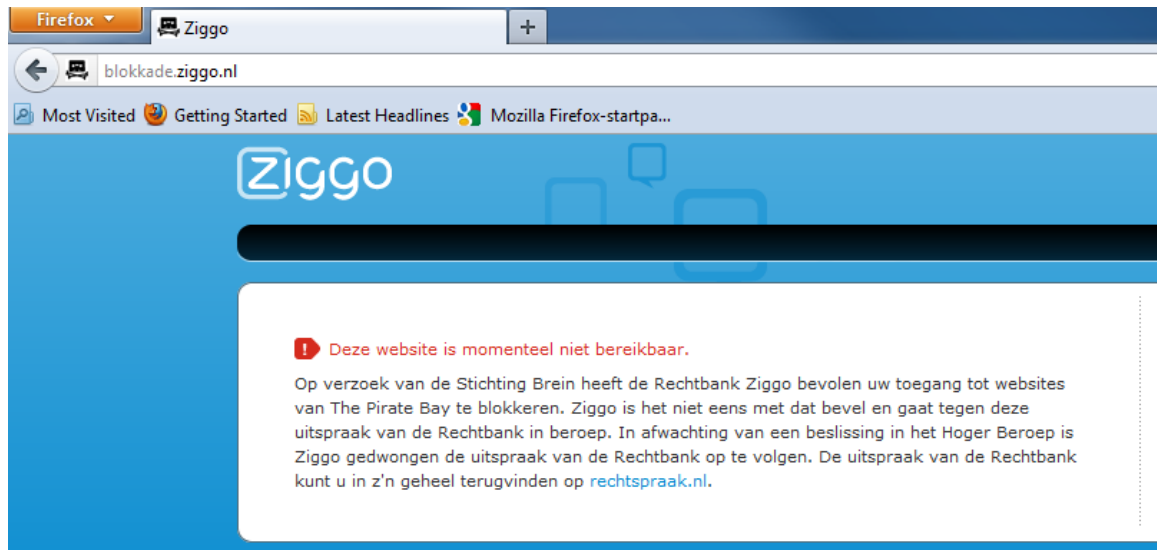 Firefox
Ziggo
blokkade.ziggo.nl
Most Visited Getting Started Latest Headlines Mozilla Firefox-startpa...
ziggo
Deze website is momenteel niet bereikbaar.
Op verzoek van de Stichting Brein heeft de Rechtbank Ziggo bevolen uw toegang tot websites
van The Pirate Bay te blokkeren. Ziggo is het niet eens met dat bevel en gaat tegen deze
uitspraak van de Rechtbank in beroep. In afwachting van een beslissing in het Hoger Beroep is
Ziggo gedwongen de uitspraak van de Rechtbank op te volgen. De uitspraak van de Rechtbank
kunt u in z'n geheel terugvinden op rechtspraak.nl.